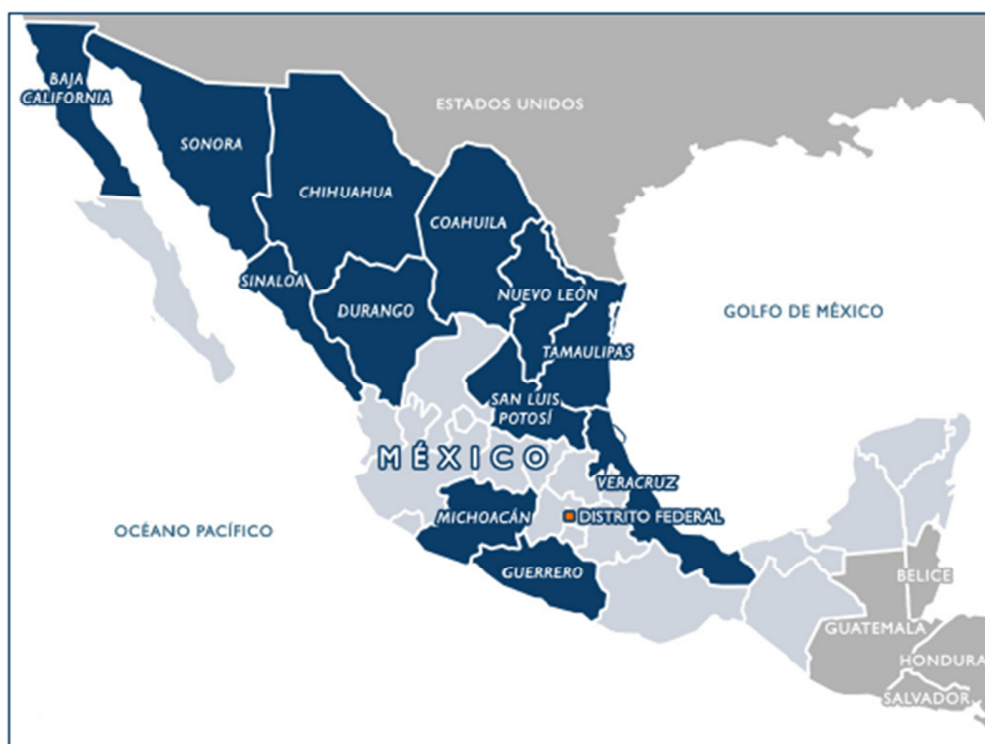 BAJA
CALIFORNIA
ESTADOS UNIDOS
SONORA
CHIHUAHUA
COAHUILA
SINALOA
DURANGO
NUEVO LEÓN
GOLFO DE MÉXICO
TAMAULIPAS
SAN LUIS
POTOSÍ
MÉXICO
VERACRUZ
MICHOACÁN
DISTRITO FEDERAL
OCÉANO PACÍFICO
GUERRERO
BELICE
GUATEMALA
HONDURA
SALVADOR